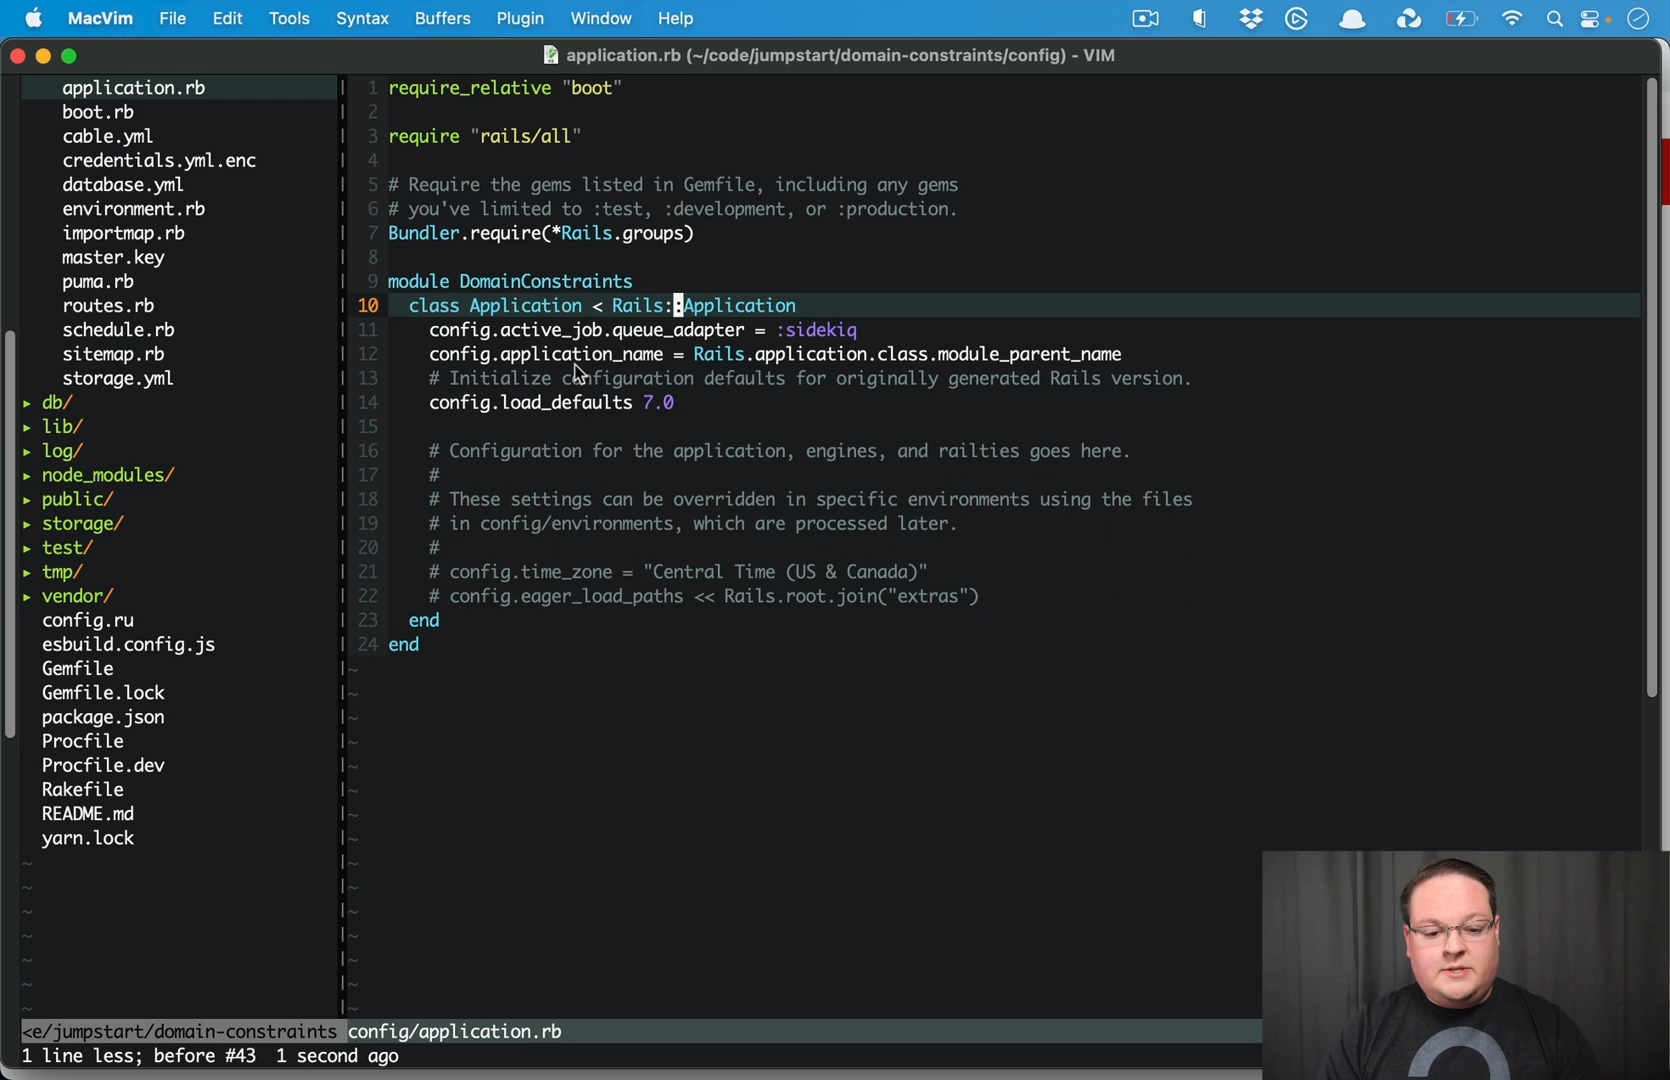 MacVim File Edit Tools Syntax Buffers Plugin Window Help
application.rb (~/code/jumpstart/domain-constraints/config) - VIM
application.rb
boot.rb
cable.yml
credentials.yml.enc
database.yml
environment.rb
importmap.rb
master.key
puma.rb
routes.rb
schedule.rb
sitemap.rb
storage.yml
▸ db/
▸ lib/
▸ log/
▸ node_modules/
▸ public/
▸ storage/
▸ test/
▸ tmp/
▸ vendor/
config.ru
esbuild.config.js
Gemfile
Gemfile.lock
package.json
Procfile
Procfile.dev
Rakefile
README.md
yarn.lock
1 require_relative "boot"
2
3 require "rails/all"
4
5 # Require the gems listed in Gemfile, including any gems
6 # you've limited to :test, :development, or :production.
7 Bundler.require(*Rails.groups)
8
9 module DomainConstraints
10 class Application < Rails::Application
11 config.active_job.queue_adapter = :sidekiq
12 config.application_name = Rails.application.class.module_parent_name
13 # Initialize configuration defaults for originally generated Rails version.
14 config.load_defaults 7.0
15
16 # Configuration for the application, engines, and railties goes here.
17 #
18 # These settings can be overridden in specific environments using the files
19 # in config/environments, which are processed later.
20 #
21 # config.time_zone = "Central Time (US & Canada)"
22 # config.eager_load_paths << Rails.root.join("extras")
23 end
24 end
<e/jumpstart/domain-constraints config/application.rb
1 line less; before #43 1 second ago